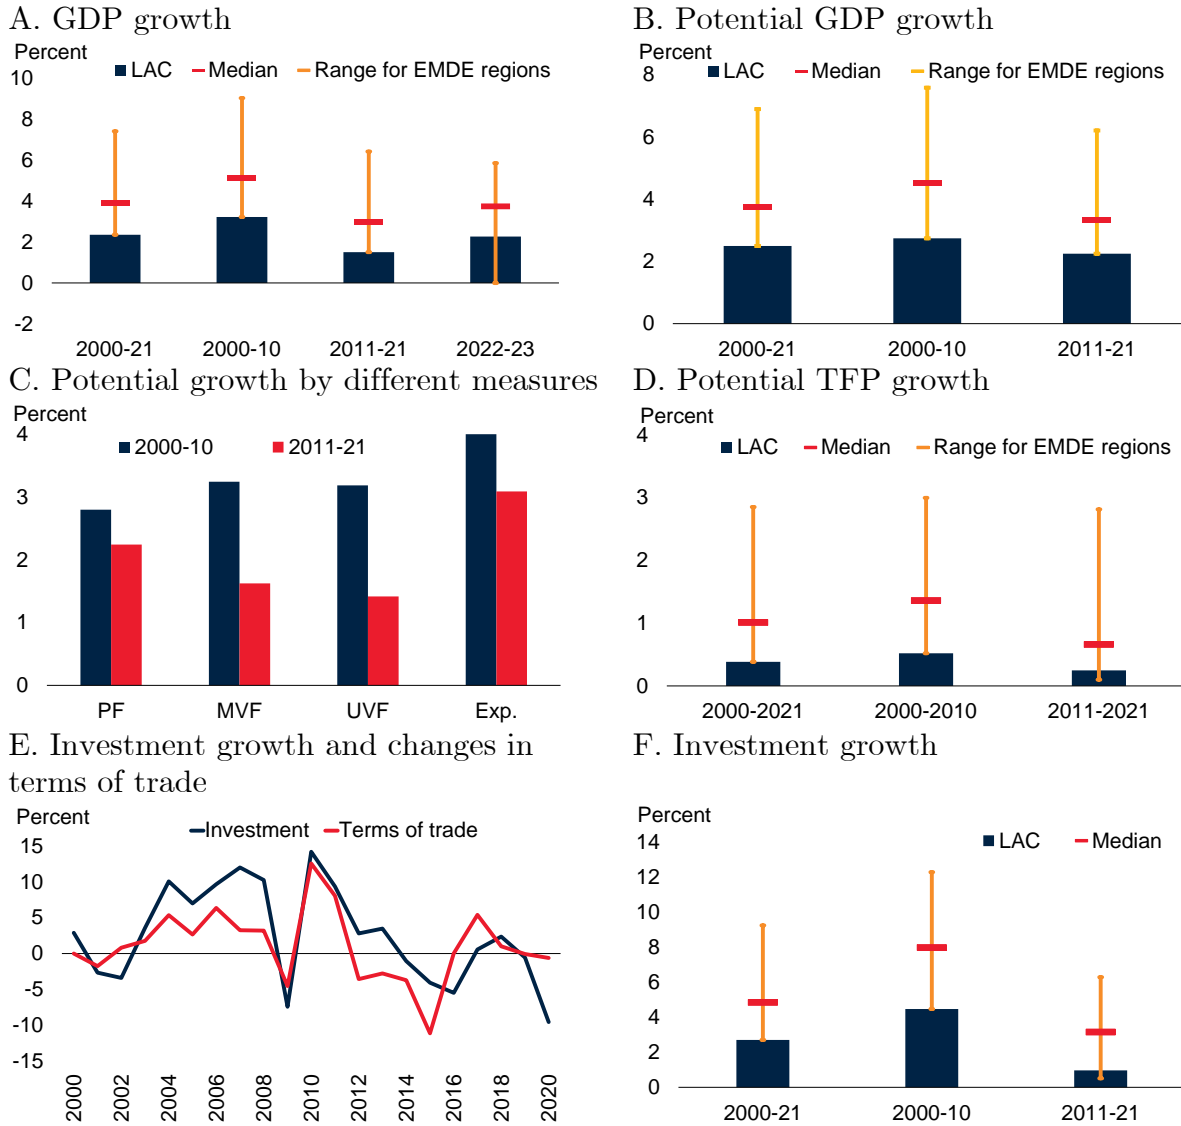 A. GDP growth
Percent
LAC Median Range for EMDE regions
10
8
6
4
2
0
-2
2000-21 2000-10 2011-21 2022-23
B. Potential GDP growth
Percent
LAC Median Range for EMDE regions
8
6
4
2
0
2000-21 2000-10 2011-21
C. Potential growth by different measures
Percent
2000-10 2011-21
4
3
2
1
0
PF MVF UVF Exp.
D. Potential TFP growth
Percent
LAC Median Range for EMDE regions
4
3
2
1
0
2000-2021 2000-2010 2011-2021
E. Investment growth and changes in
terms of trade
Percent
Investment Terms of trade
15
10
5
0
-5
-10
-15
2000 2002 2004 2006 2008 2010 2012 2014 2016 2018 2020
F. Investment growth
Percent
LAC Median
14
12
10
8
6
4
2
0
2000-21 2000-10 2011-21